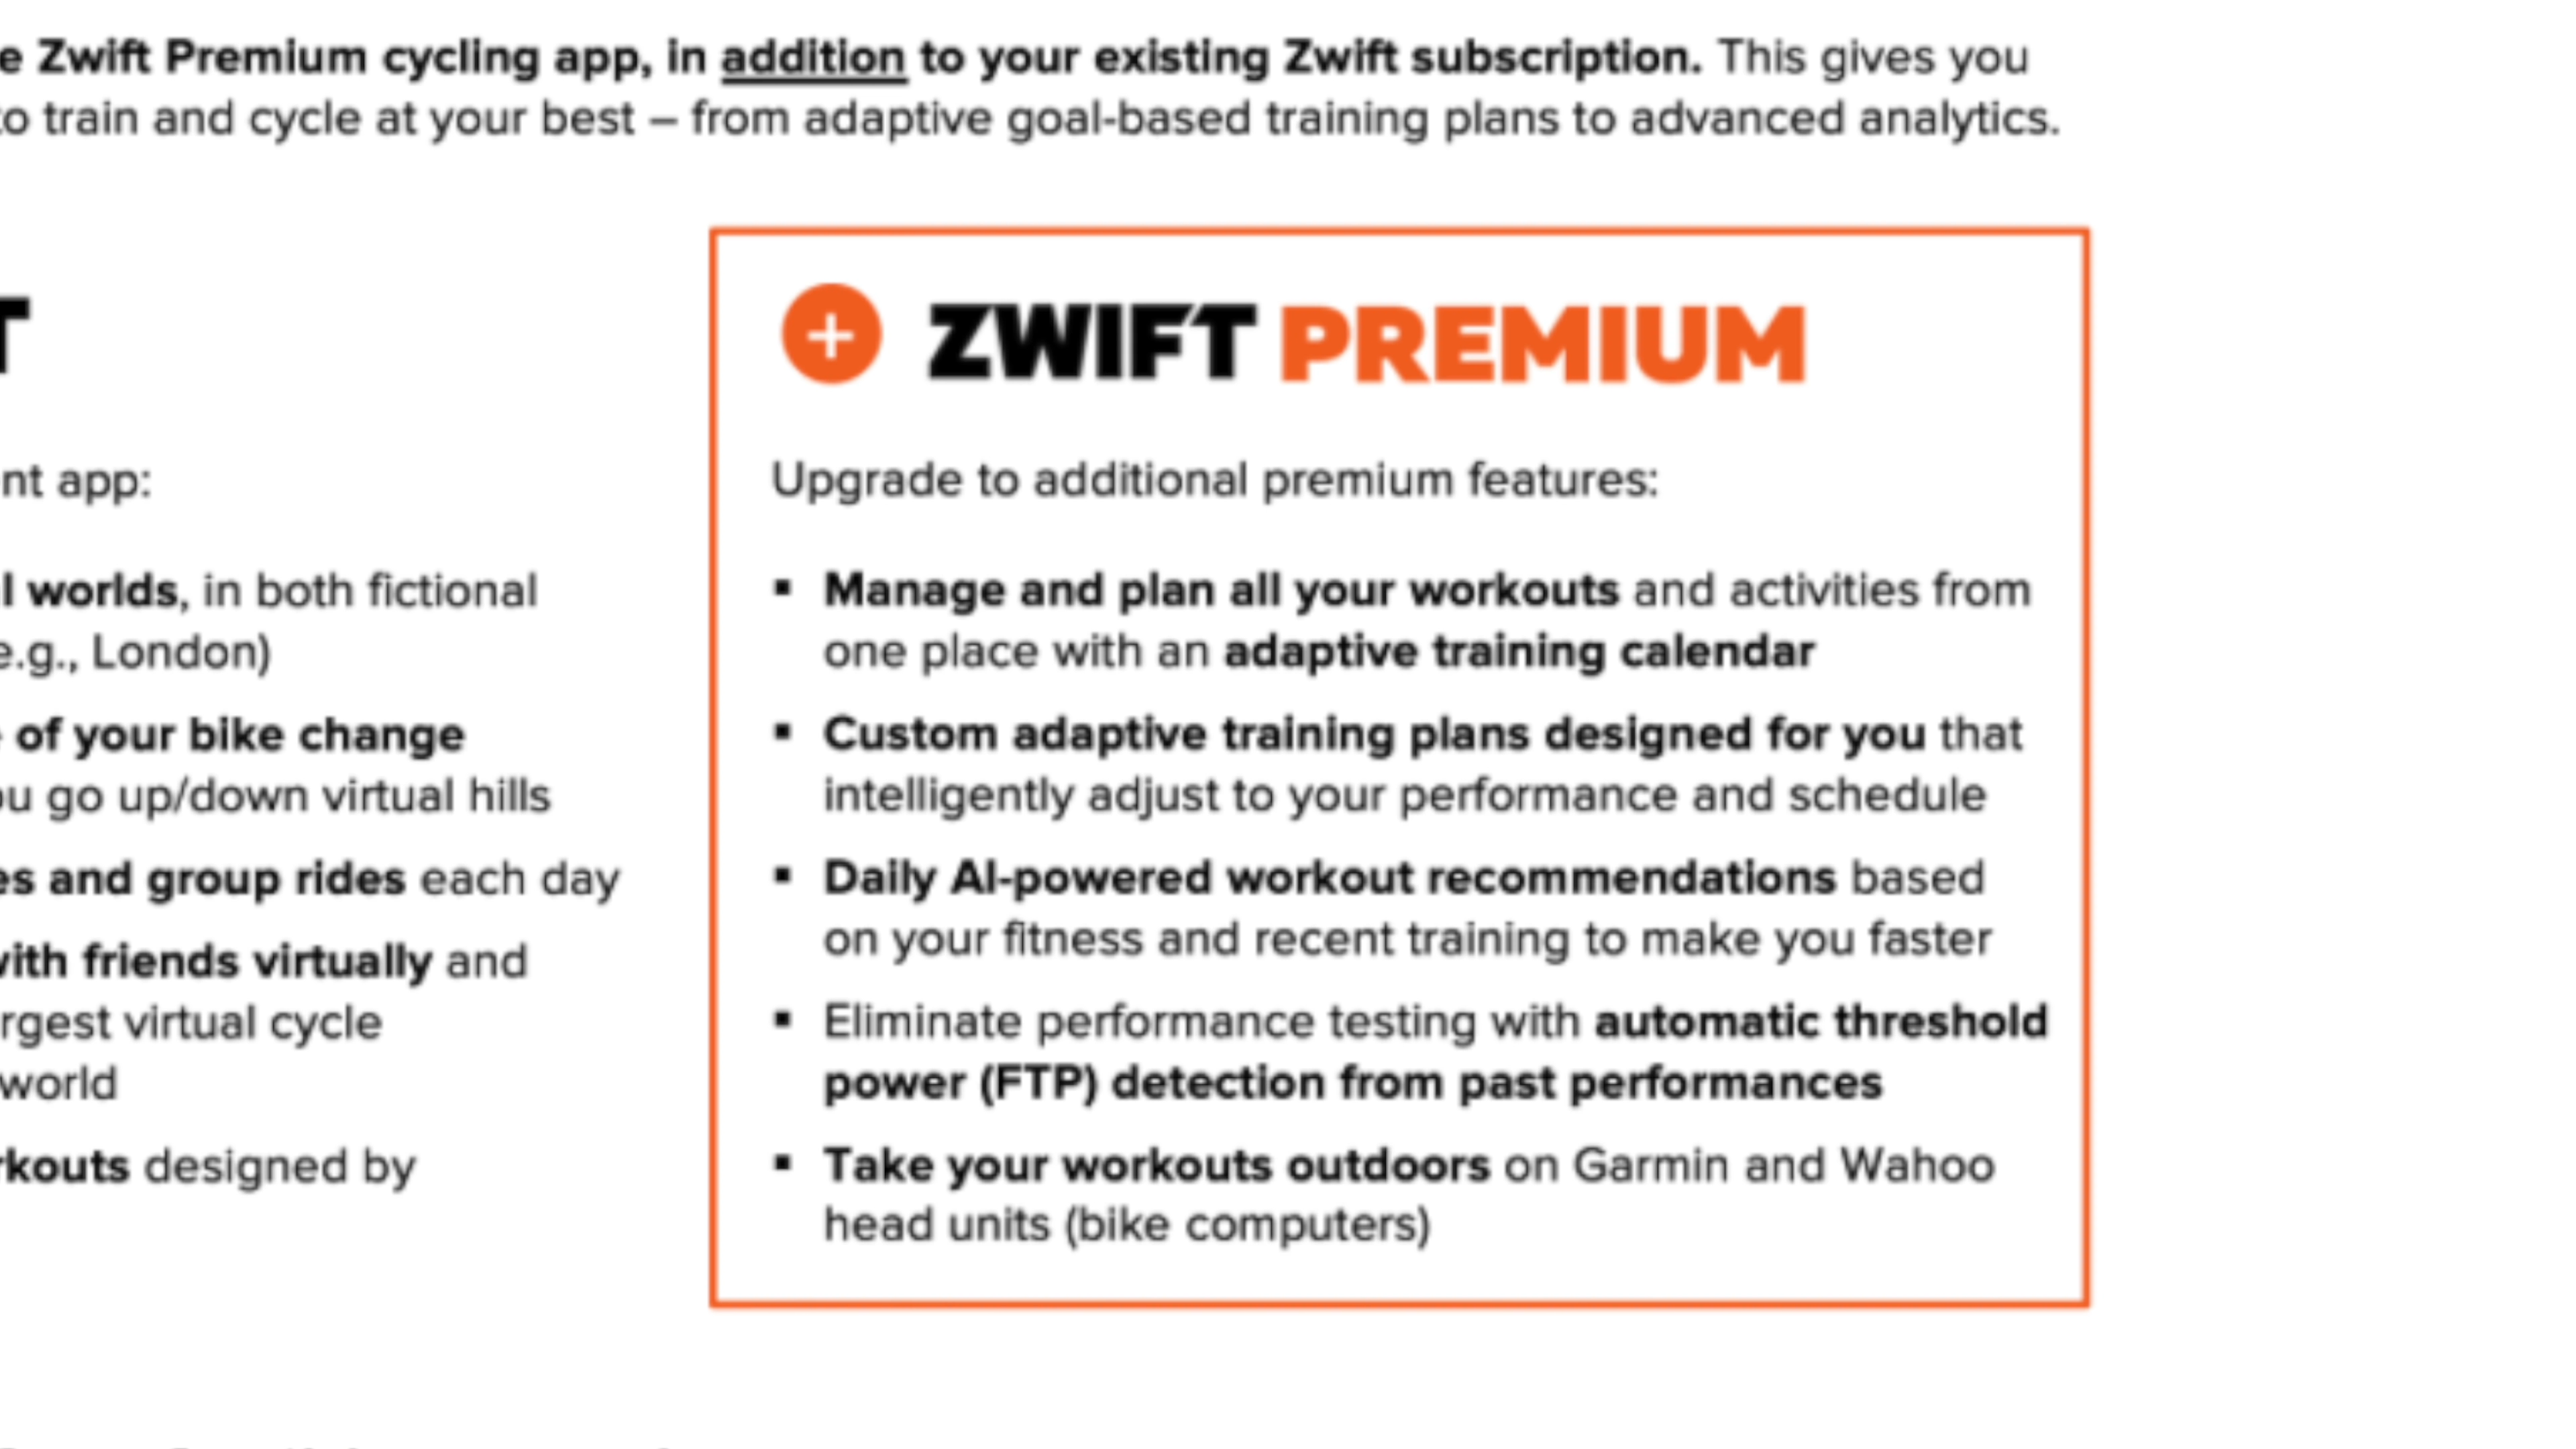 e Zwift Premium cycling app, in addition to your existing Zwift subscription. This gives you
to train and cycle at your best – from adaptive goal-based training plans to advanced analytics.
T
nt app:
l worlds, in both fictional
e.g., London)
of your bike change
ou go up/down virtual hills
es and group rides each day
with friends virtually and
rgest virtual cycle
world
rkouts designed by
+ ZWIFT PREMIUM
Upgrade to additional premium features:
▪ Manage and plan all your workouts and activities from
one place with an adaptive training calendar
▪ Custom adaptive training plans designed for you that
intelligently adjust to your performance and schedule
▪ Daily AI-powered workout recommendations based
on your fitness and recent training to make you faster
▪ Eliminate performance testing with automatic threshold
power (FTP) detection from past performances
▪ Take your workouts outdoors on Garmin and Wahoo
head units (bike computers)